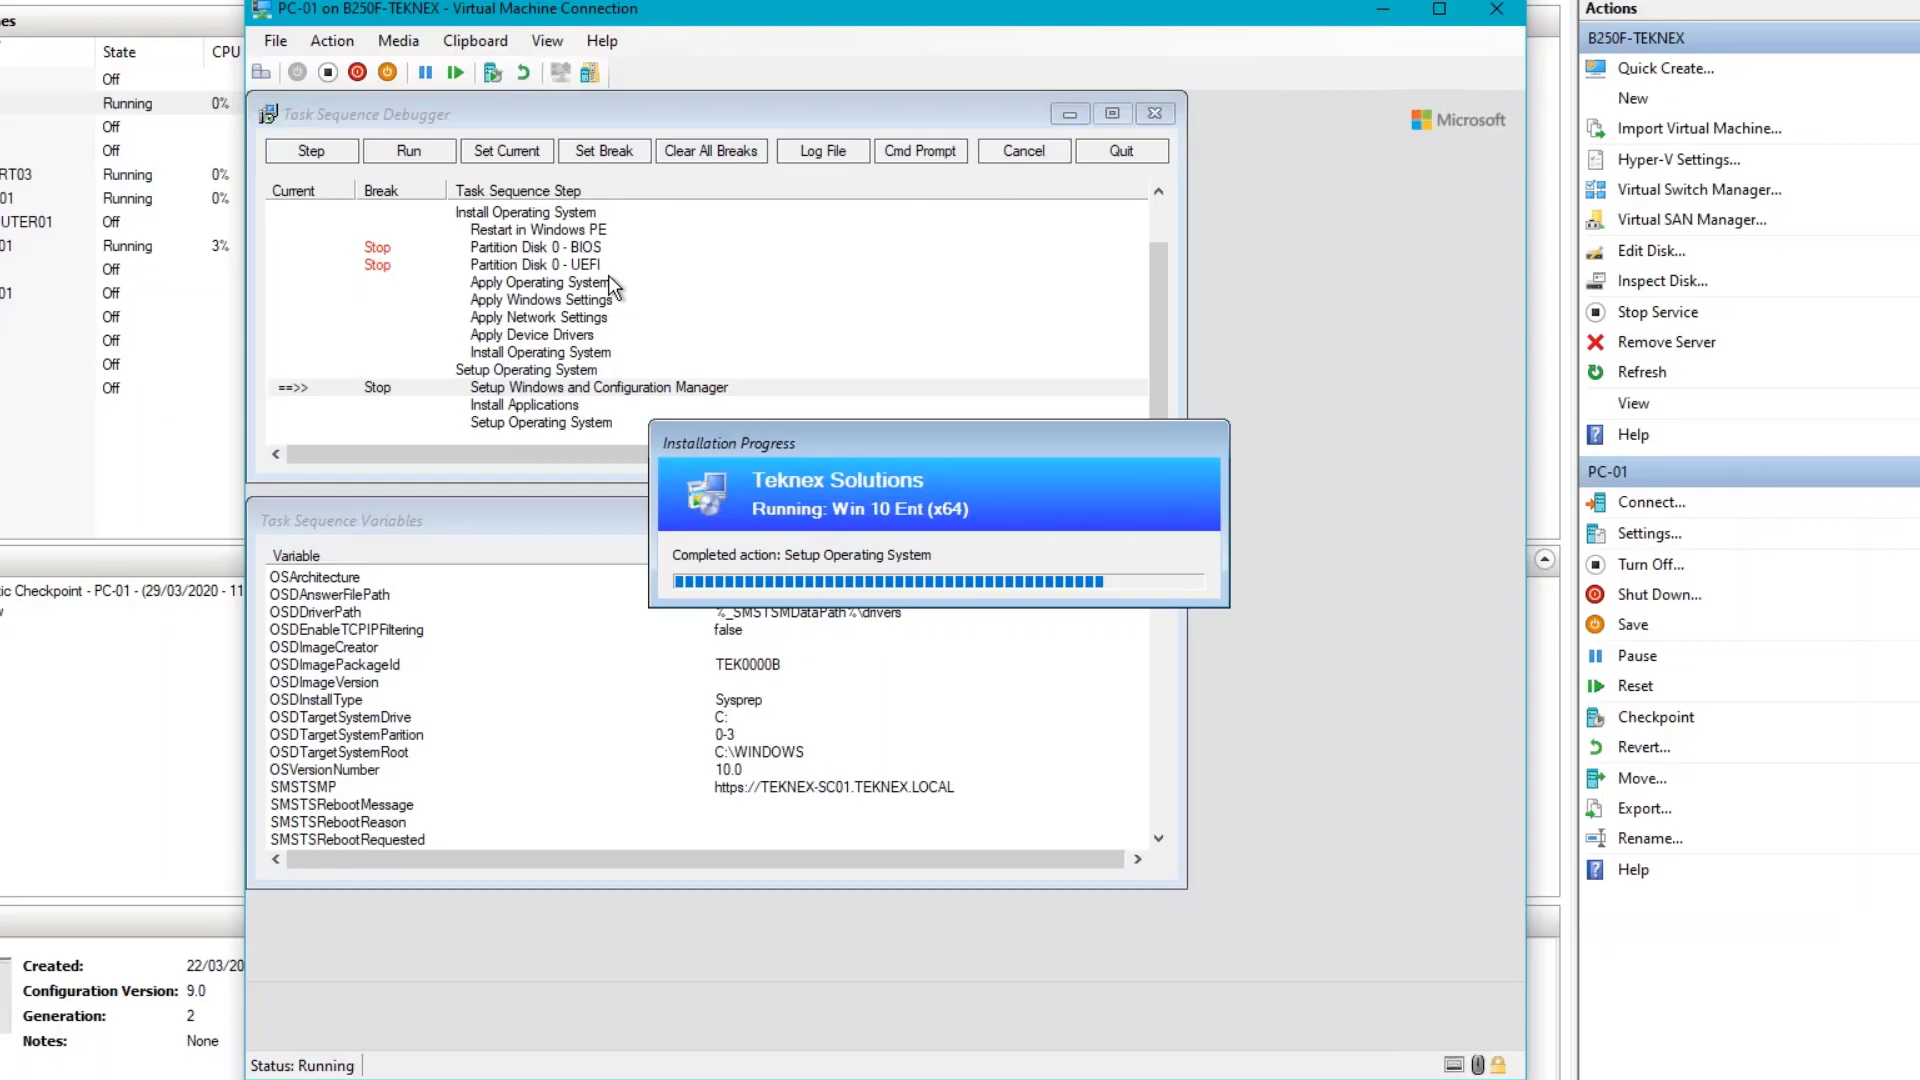 es
State CPU
Off
Running 0%
Off
Off
RT03 Running 0%
01 Running 0%
UTER01 Off
01 Running 3%
Off
01 Off
Off
Off
Off
Off
tic Checkpoint - PC-01 - (29/03/2020 - 11
w
Created: 22/03/20
Configuration Version: 9.0
Generation: 2
Notes: None
PC-01 on B250F-TEKNEX - Virtual Machine Connection
File Action Media Clipboard View Help
Microsoft
Task Sequence Debugger
Step Run Set Current Set Break Clear All Breaks Log File Cmd Prompt Cancel Quit
Current Break Task Sequence Step
Install Operating System
Restart in Windows PE
Stop Partition Disk 0 - BIOS
Stop Partition Disk 0 - UEFI
Apply Operating System
Apply Windows Settings
Apply Network Settings
Apply Device Drivers
Install Operating System
Setup Operating System
==>> Stop Setup Windows and Configuration Manager
Install Applications
Setup Operating System
Installation Progress
Teknex Solutions
Running: Win 10 Ent (x64)
Completed action: Setup Operating System
Task Sequence Variables
Variable
OSArchitecture
OSDAnswerFilePath
OSDDriverPath %_SMSTSMDataPath%\drivers
OSDEnableTCPIPFiltering false
OSDImageCreator
OSDImagePackageId TEK0000B
OSDImageVersion
OSDInstallType Sysprep
OSDTargetSystemDrive C:
OSDTargetSystemParition 0-3
OSDTargetSystemRoot C:\WINDOWS
OSVersionNumber 10.0
SMSTSMP https://TEKNEX-SC01.TEKNEX.LOCAL
SMSTSRebootMessage
SMSTSRebootReason
SMSTSRebootRequested
Status: Running
Actions
B250F-TEKNEX
Quick Create...
New
Import Virtual Machine...
Hyper-V Settings...
Virtual Switch Manager...
Virtual SAN Manager...
Edit Disk...
Inspect Disk...
Stop Service
Remove Server
Refresh
View
Help
PC-01
Connect...
Settings...
Turn Off...
Shut Down...
Save
Pause
Reset
Checkpoint
Revert...
Move...
Export...
Rename...
Help